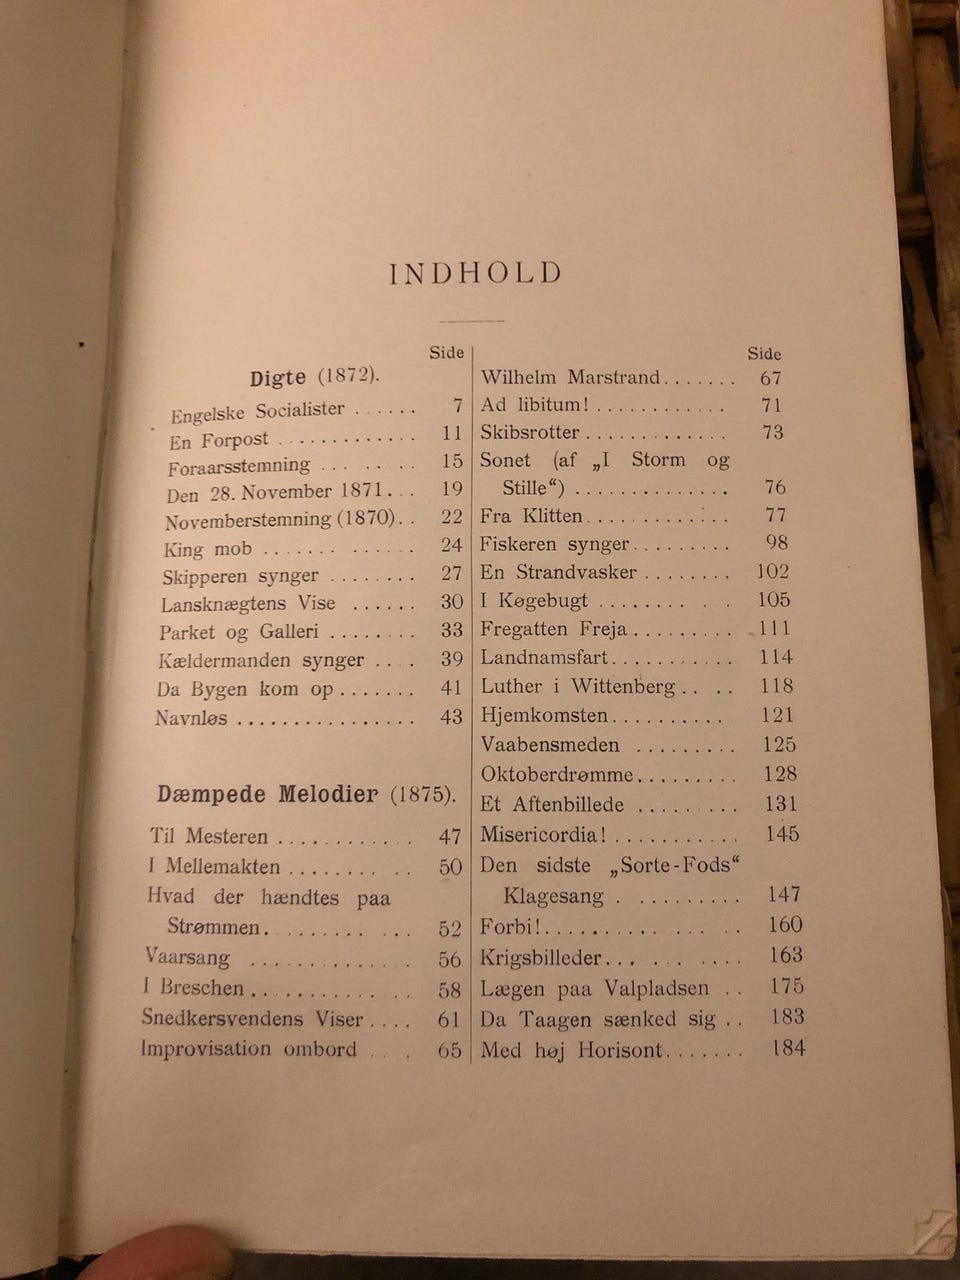 INDHOLD
Side
Digte (1872).
Engelske Socialister ...... 7
En Forpost ............. 11
Foraarsstemning ... ..... 15
Den 28. November 1871... 19
Novemberstemning (1870).. 22
King mob ....... ...... 24
Skipperen synger ........ 27
Lansknægtens Vise ...... 30
Parket og Galleri ........ 33
Kældermanden synger .... 39
Da Bygen kom op ....... 41
Navnløs ................ 43
Dæmpede Melodier (1875).
Til Mesteren ............ 47
I Mellemakten ........ .. 50
Hvad der hændtes paa
Strømmen. ........ ... 52
Vaarsang ............. 56
I Breschen .............. 58
Snedkersvendens Viser .... 61
Improvisation ombord . . 65
Side
Wilhelm Marstrand....... 67
Ad libitum! ............ 71
Skibsrotter ............. 73
Sonet (af „I Storm og
Stille“) .............. 76
Fra Klitten ............. 77
Fiskeren synger ......... 98
En Strandvasker ........ 102
I Køgebugt ........ . . 105
Fregatten Freja ......... 111
Landnamsfart........... 114
Luther i Wittenberg .. .. 118
Hjemkomsten .......... 121
Vaabensmeden ......... 125
Oktoberdrømme ......... 128
Et Aftenbillede ......... 131
Misericordia! ........... 145
Den sidste „Sorte-Fods“
Klagesang . ......... 147
Forbi!.......... ... .. 160
Krigsbilleder... . . .... 163
Lægen paa Valpladsen .. 175
Da Taagen sænked sig .. 183
Med høj Horisont....... 184